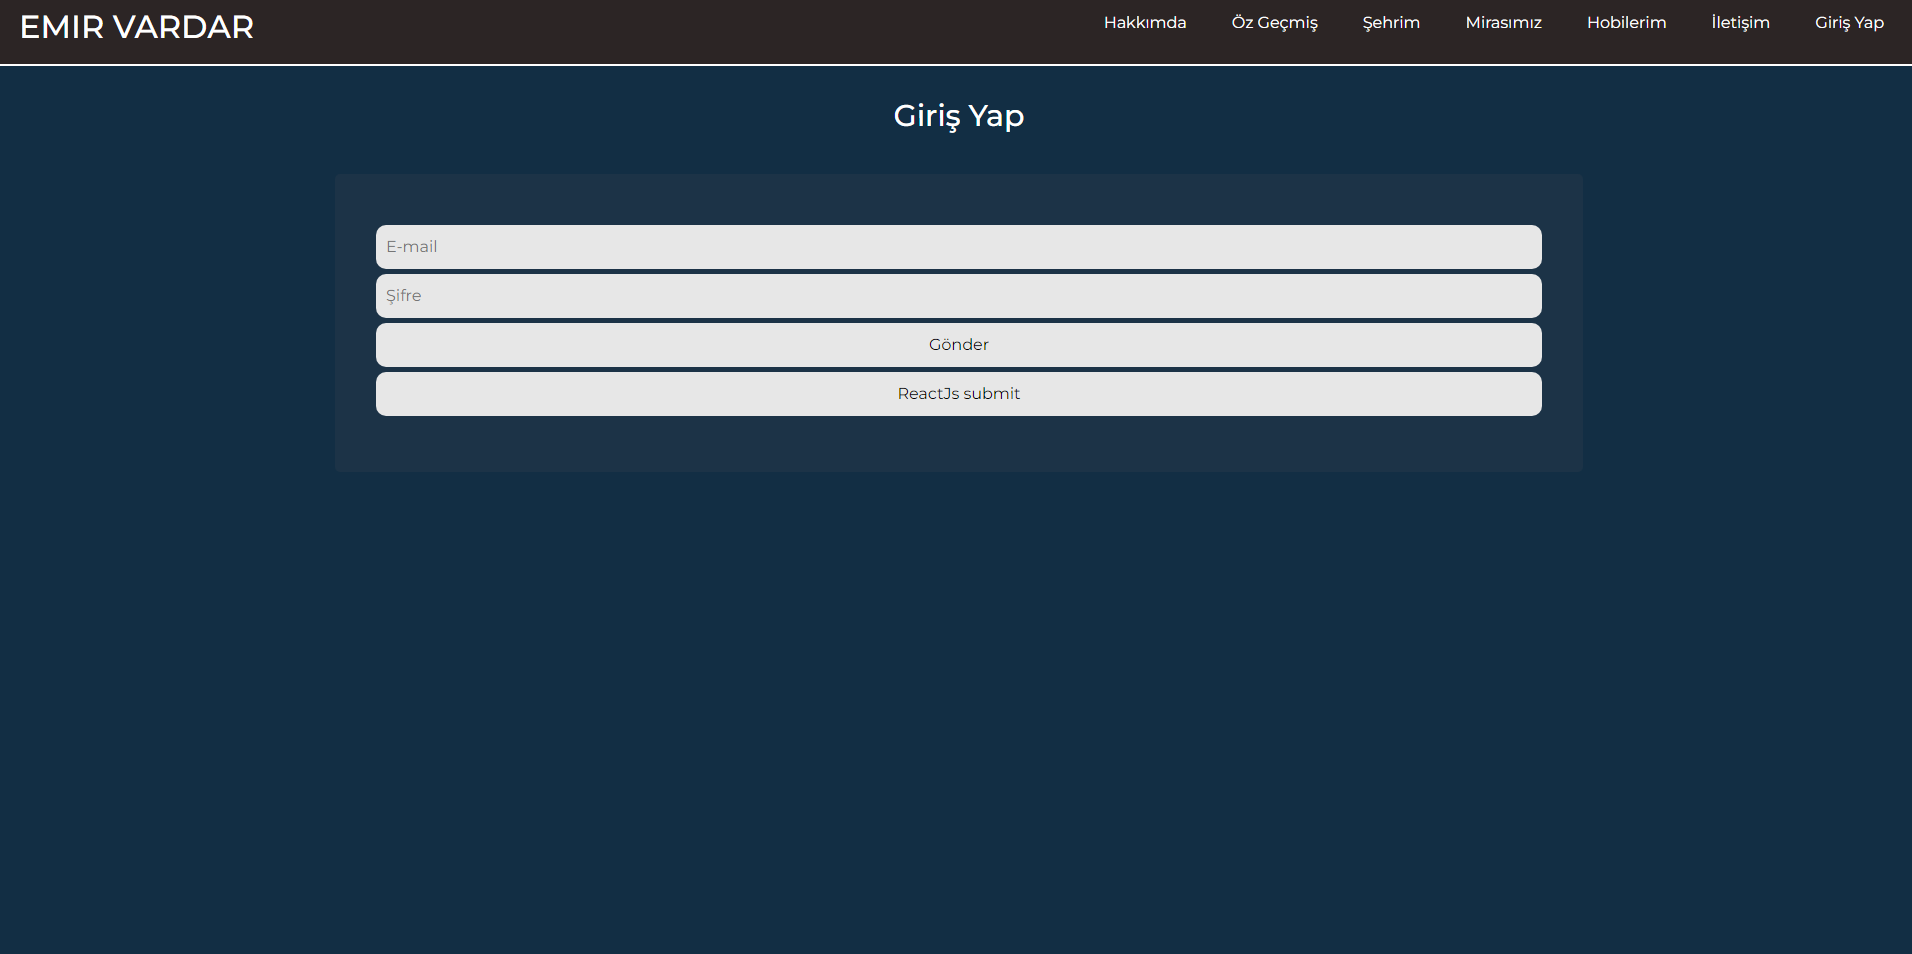 EMIR VARDAR
Hakkımda Öz Geçmiş Şehrim Mirasımız Hobilerim İletişim Giriş Yap
Giriş Yap
E-mail
Şifre
Gönder
ReactJs submit